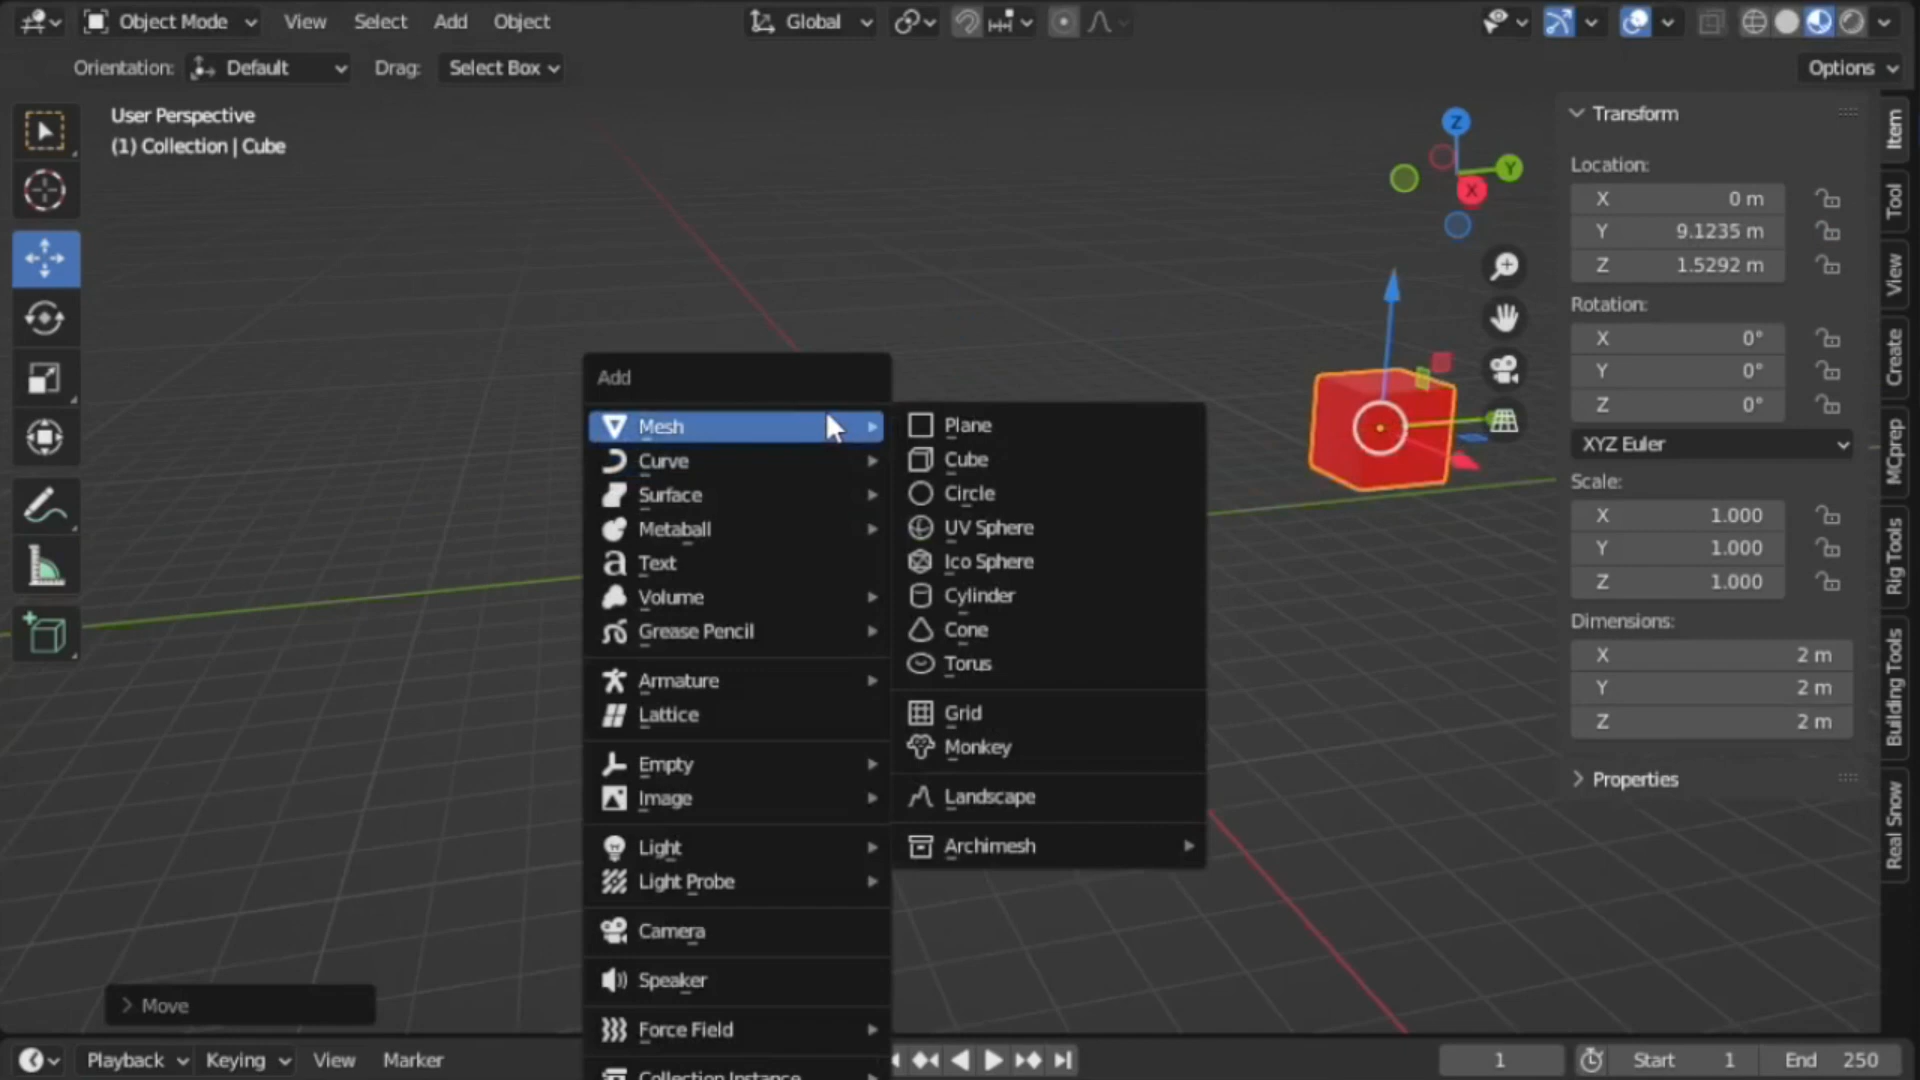 Object Mode View Select Add Object Global
Orientation: Default Drag: Select Box Options
User Perspective
(1) Collection | Cube
Z
Y
X
Add
Mesh
Curve
Surface
Metaball
Text
Volume
Grease Pencil
Armature
Lattice
Empty
Image
Light
Light Probe
Camera
Speaker
Force Field
Collection Instance
Plane
Cube
Circle
UV Sphere
Ico Sphere
Cylinder
Cone
Torus
Grid
Monkey
Landscape
Archimesh
Transform
Location:
X 0 m
Y 9.1235 m
Z 1.5292 m
Rotation:
X 0°
Y 0°
Z 0°
XYZ Euler
Scale:
X 1.000
Y 1.000
Z 1.000
Dimensions:
X 2 m
Y 2 m
Z 2 m
Properties
Item
Tool
View
Create
MCprep
Rig Tools
Building Tools
Real Snow
Move
Playback Keying View Marker 1 Start 1 End 250